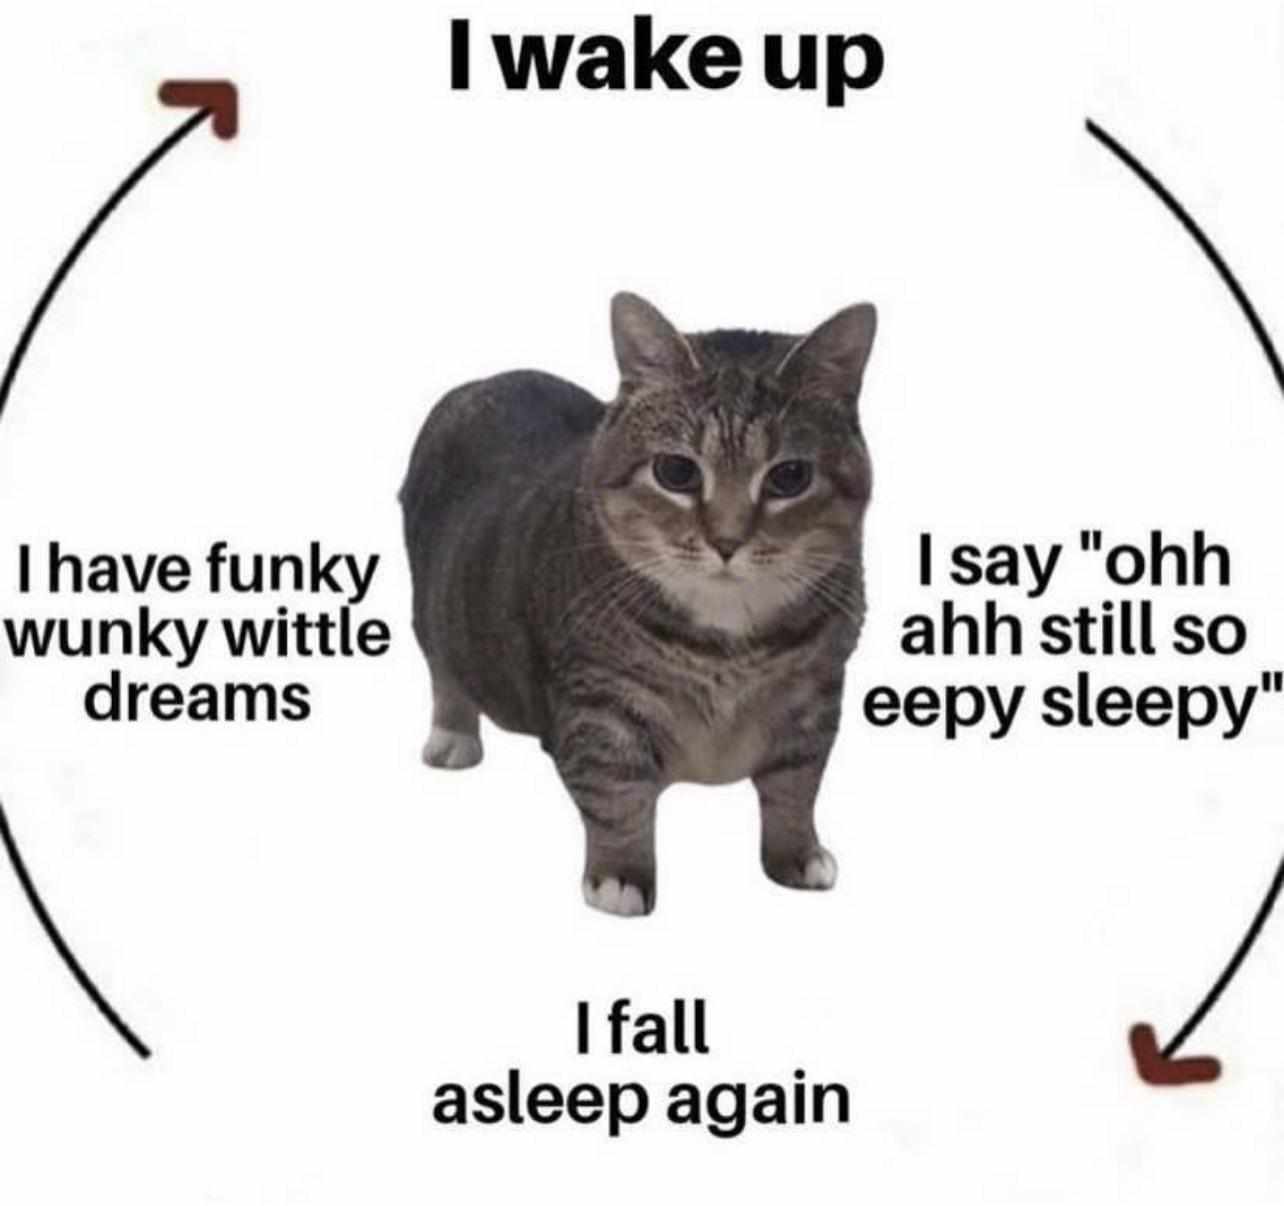 I wake up
I say "ohh
ahh still so
eepy sleepy"
I fall
asleep again
I have funky
wunky wittle
dreams